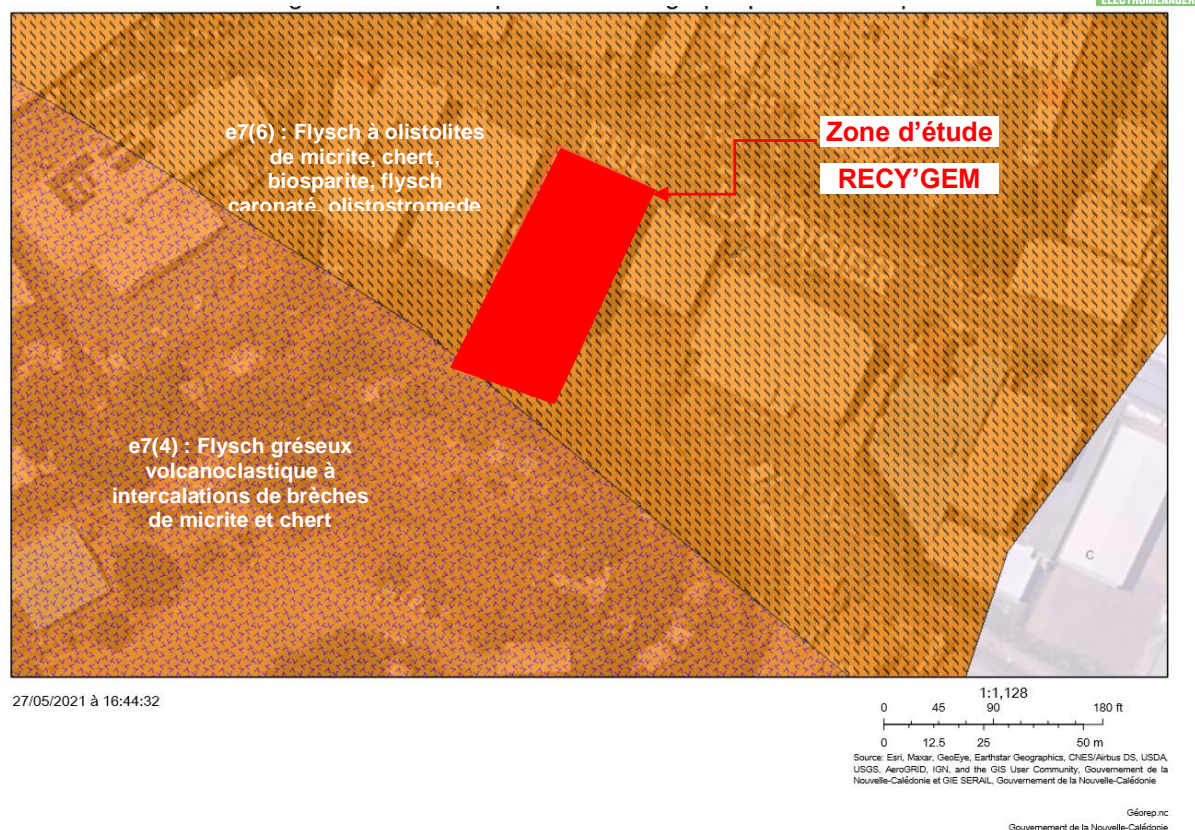 ELECTROMENAGER
e7(6) : Flysch à olistolites
de micrite, chert,
biosparite, flysch
caronaté, olistostromede
Zone d'étude
RECY'GEM
RUE
LAVOISIER
e7(4) : Flysch gréseux
volcanoclastique à
intercalations de brèches
de micrite et chert
C
27/05/2021 à 16:44:32
1:1,128
0 45 90 180 ft
0 12.5 25 50 m
Source: Esri, Maxar, GeoEye, Earthstar Geographics, CNES/Airbus DS, USDA,
USGS, AeroGRID, IGN, and the GIS User Community, Gouvernement de la
Nouvelle-Calédonie et GIE SERAIL, Gouvernement de la Nouvelle-Calédonie
Géorep.nc
Gouvernement de la Nouvelle-Calédonie